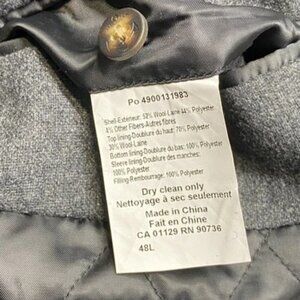 Po 4900131983
Shell-Exterieur: 52% Wool-Laine 44% Polyester
4% Other Fibers-Autres fibres
Top lining-Doublure du haut: 70% Polyester
30% Wool-Laine
Bottom lining-Doublure du bas: 100% Polyester
Sleeve lining-Doublure des manches:
100% Polyester
Filling-Rembourrage: 100% Polyester
Dry clean only
Nettoyage à sec seulement
Made in China
Fait en Chine
CA 01129 RN 90736
48L